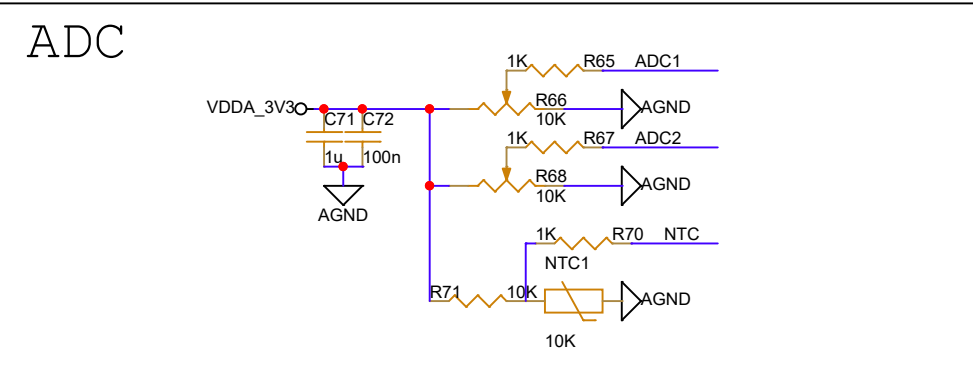 ADC
1K R65 ADC1
VDDA_3V3 C71 C72 R66 AGND
10K
1K R67 ADC2
1u 100n
R68 AGND
10K
AGND
1K R70 NTC
NTC1
R71 10K AGND
10K